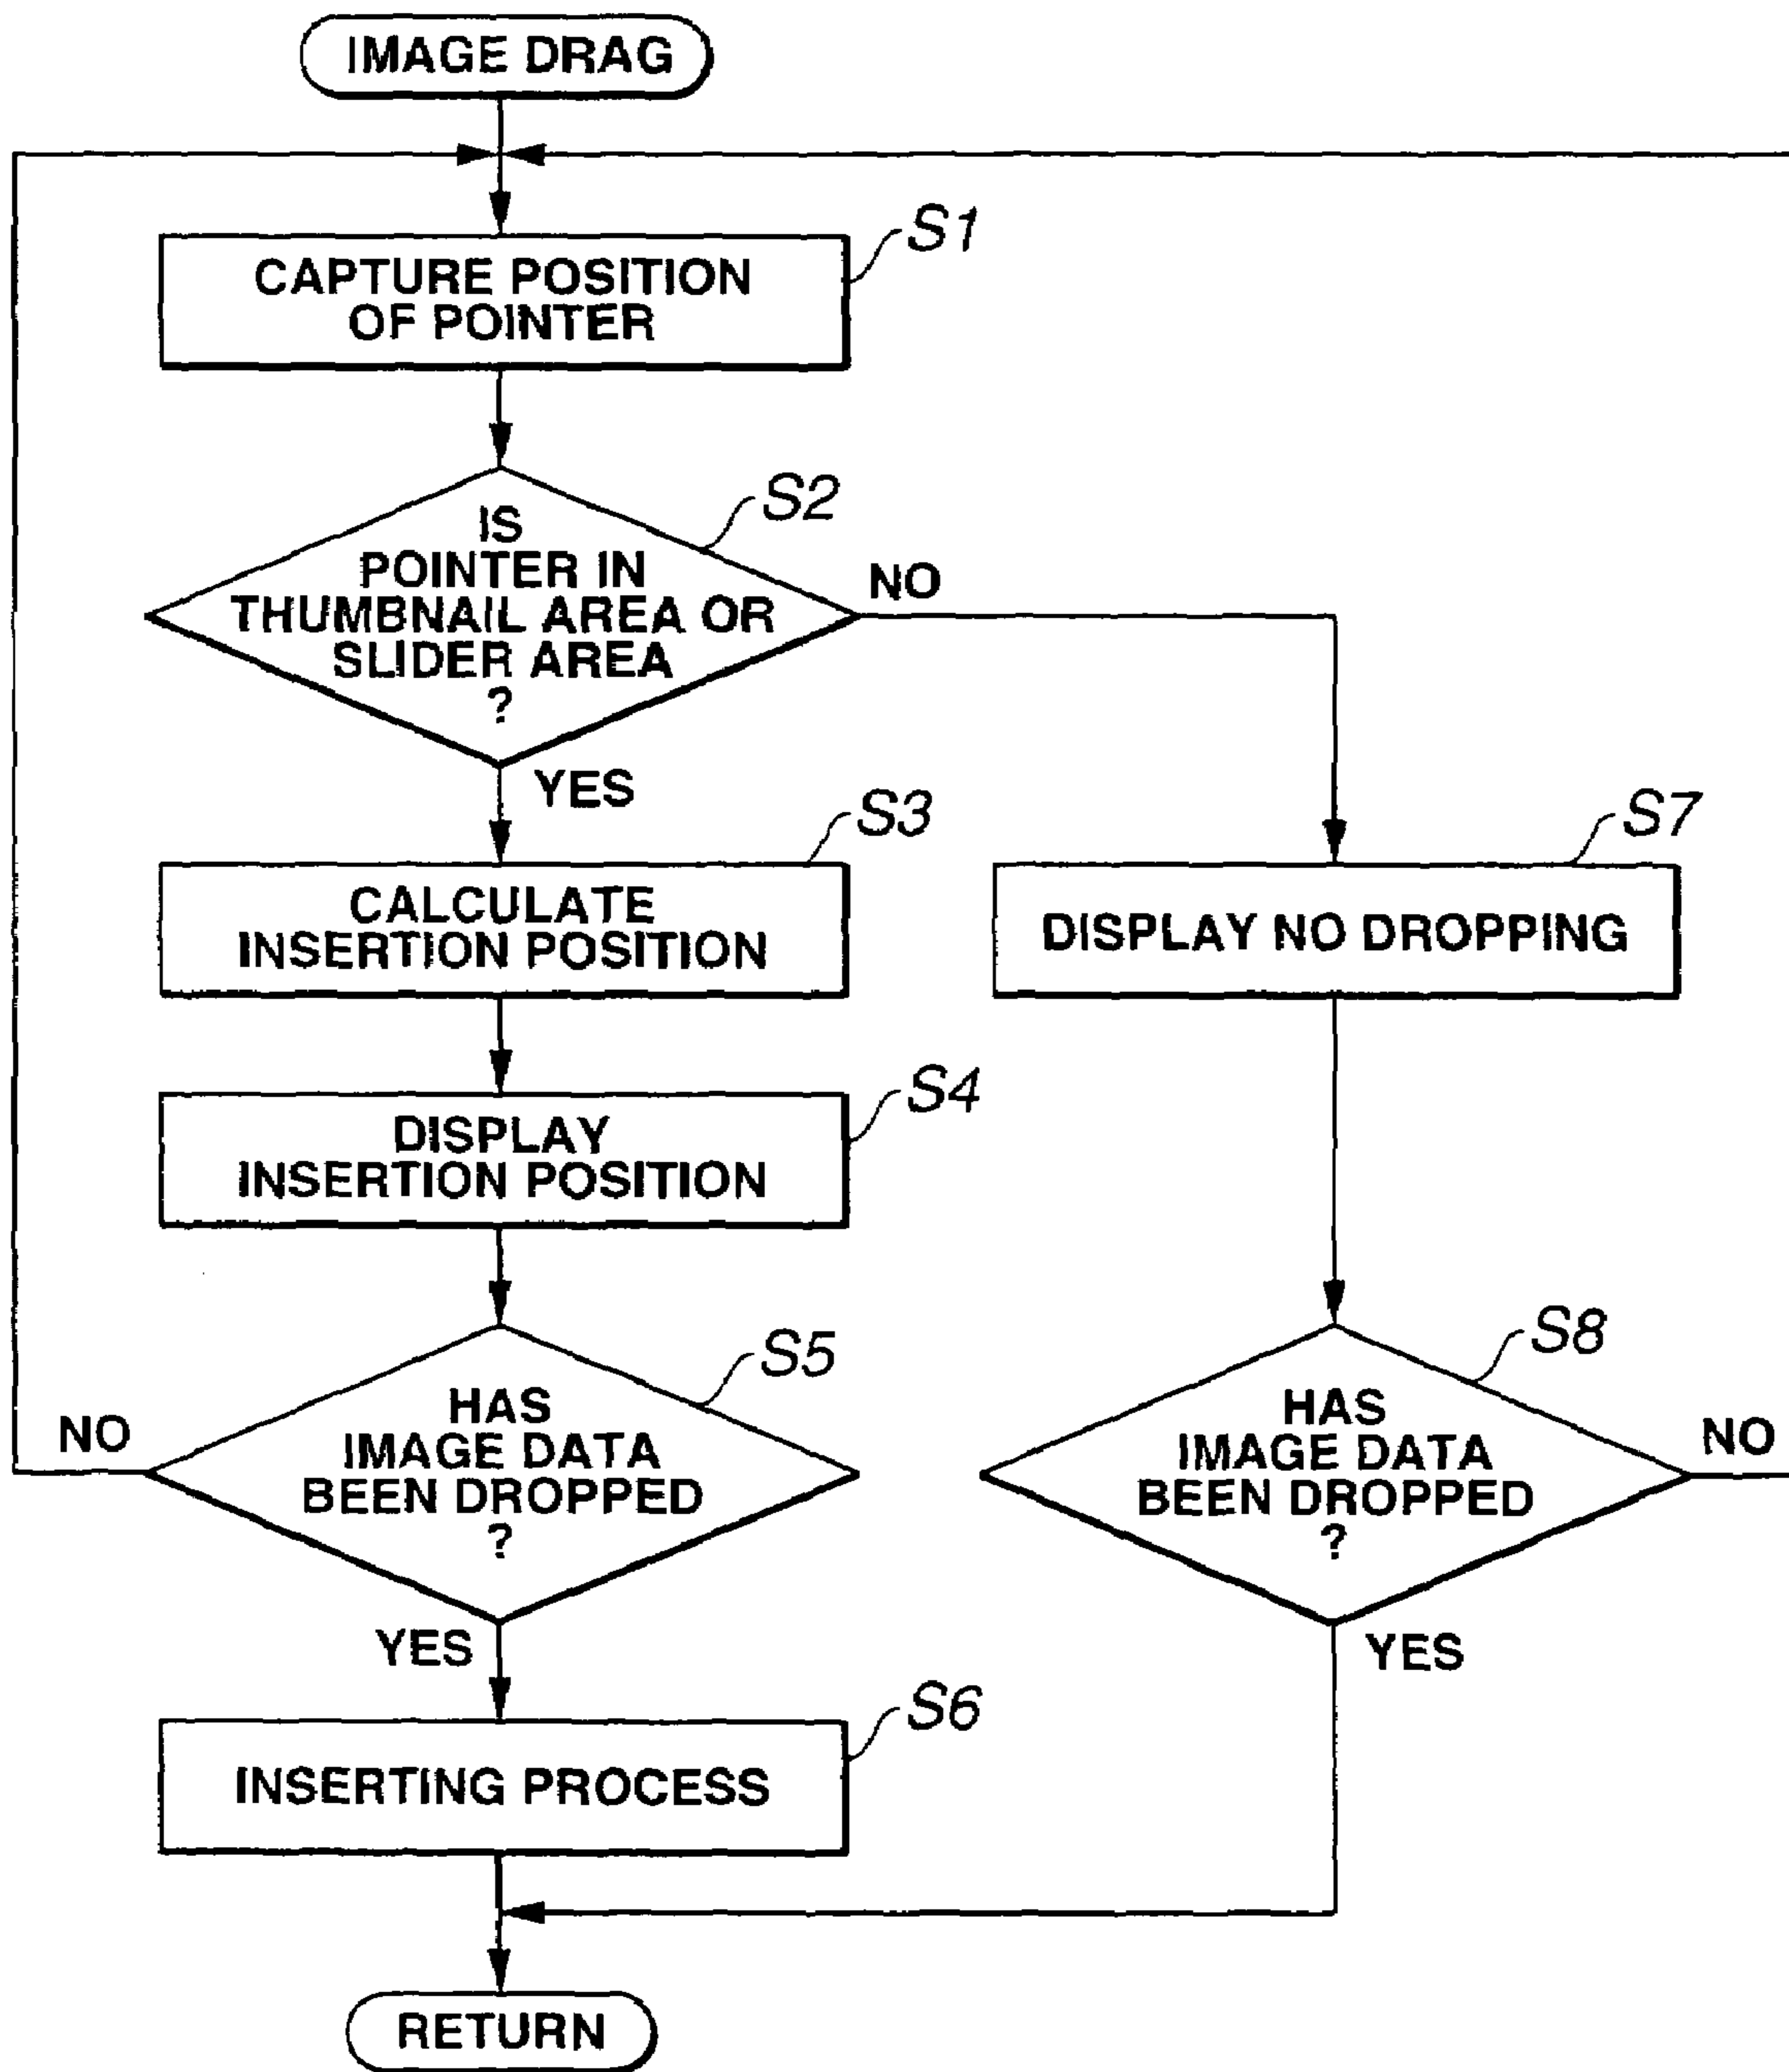 IMAGE DRAG
S1
CAPTURE POSITION
OF POINTER
S2
IS
POINTER IN
THUMBNAIL AREA OR
SLIDER AREA
?
NO
YES
S3
CALCULATE
INSERTION POSITION
S7
DISPLAY NO DROPPING
S4
DISPLAY
INSERTION POSITION
S5
HAS
IMAGE DATA
BEEN DROPPED
?
NO
YES
S8
HAS
IMAGE DATA
BEEN DROPPED
?
NO
YES
S6
INSERTING PROCESS
RETURN